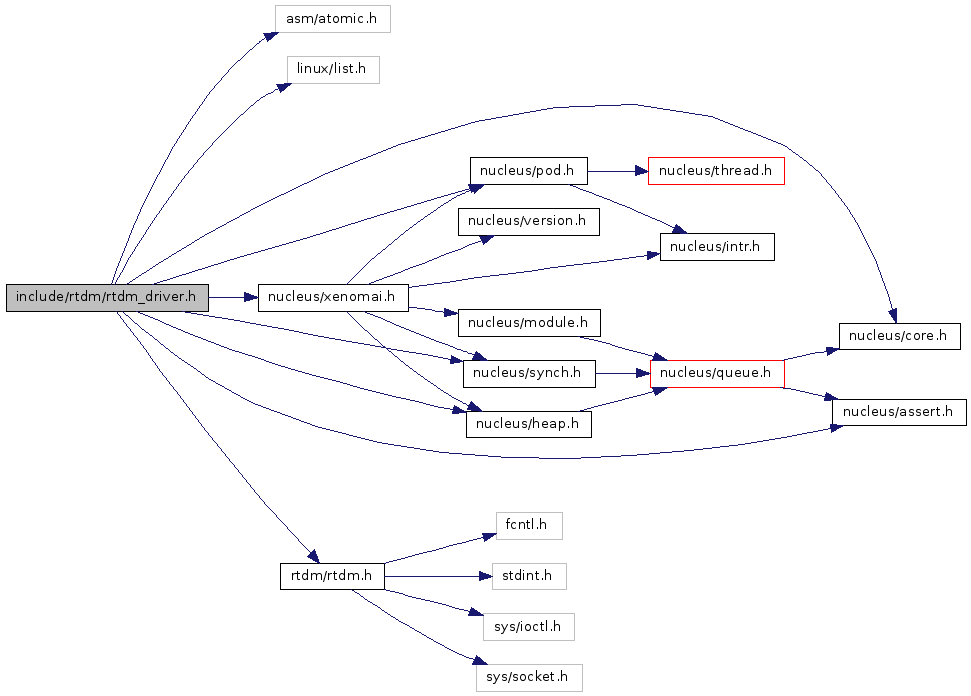 asm/atomic.h
linux/list.h
nucleus/pod.h
nucleus/thread.h
nucleus/version.h
nucleus/intr.h
include/rtdm/rtdm_driver.h
nucleus/xenomai.h
nucleus/module.h
nucleus/core.h
nucleus/synch.h
nucleus/queue.h
nucleus/heap.h
nucleus/assert.h
fcntl.h
rtdm/rtdm.h
stdint.h
sys/ioctl.h
sys/socket.h